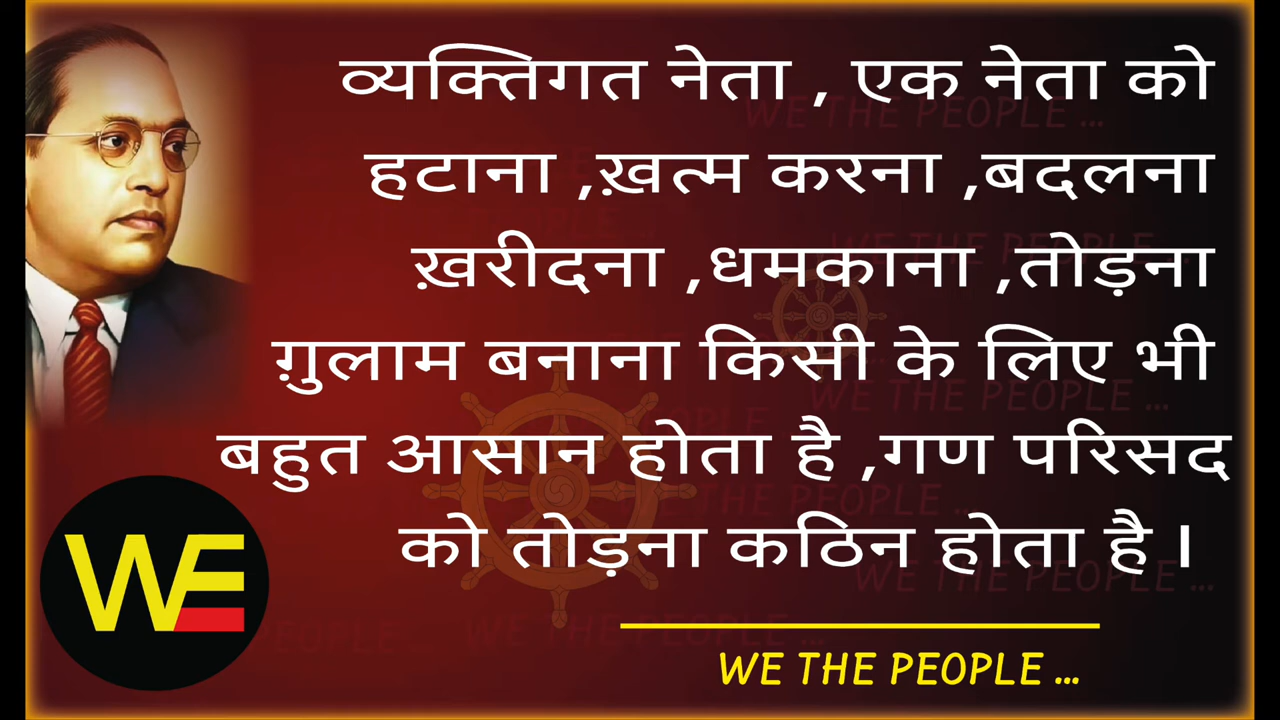 व्यक्तिगत नेता , एक नेता को
हटाना ,ख़त्म करना ,बदलना
ख़रीदना ,धमकाना ,तोड़ना
ग़ुलाम बनाना किसी के लिए भी
बहुत आसान होता है ,गण परिसद
को तोड़ना कठिन होता है ।
WE
WE THE PEOPLE ...